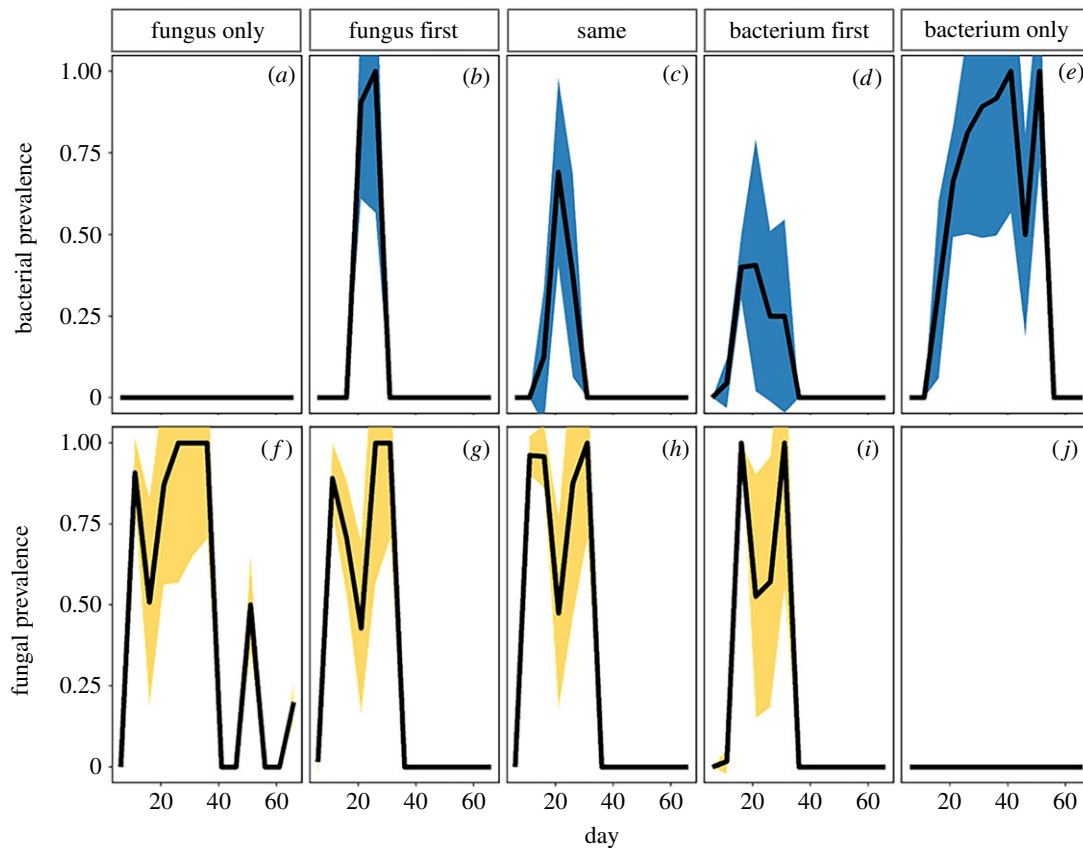 fungus only fungus first same bacterium first bacterium only
bacterial prevalence
1.00
0.75
0.50
0.25
0
(a) (b) (c) (d) (e)
fungal prevalence
1.00
0.75
0.50
0.25
0
(f) (g) (h) (i) (j)
20 40 60 20 40 60 20 40 60 20 40 60 20 40 60
day